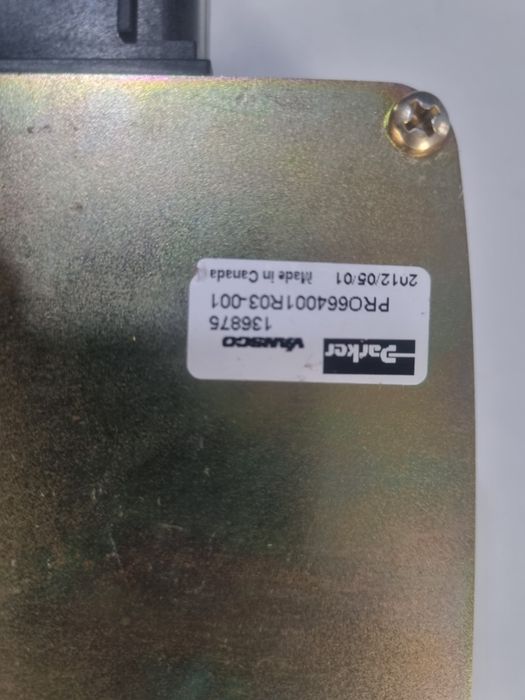 Parker VANSCO
136875
PRO664001R03-001
2012/05/01 Made in Canada